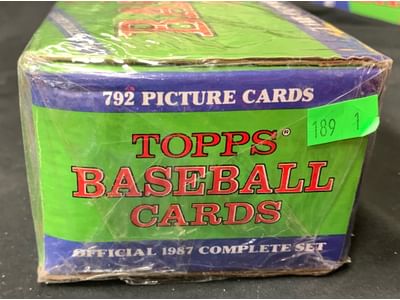 792 PICTURE CARDS
189 1
TOPPS®
BASEBALL
CARDS
OFFICIAL 1987 COMPLETE SET